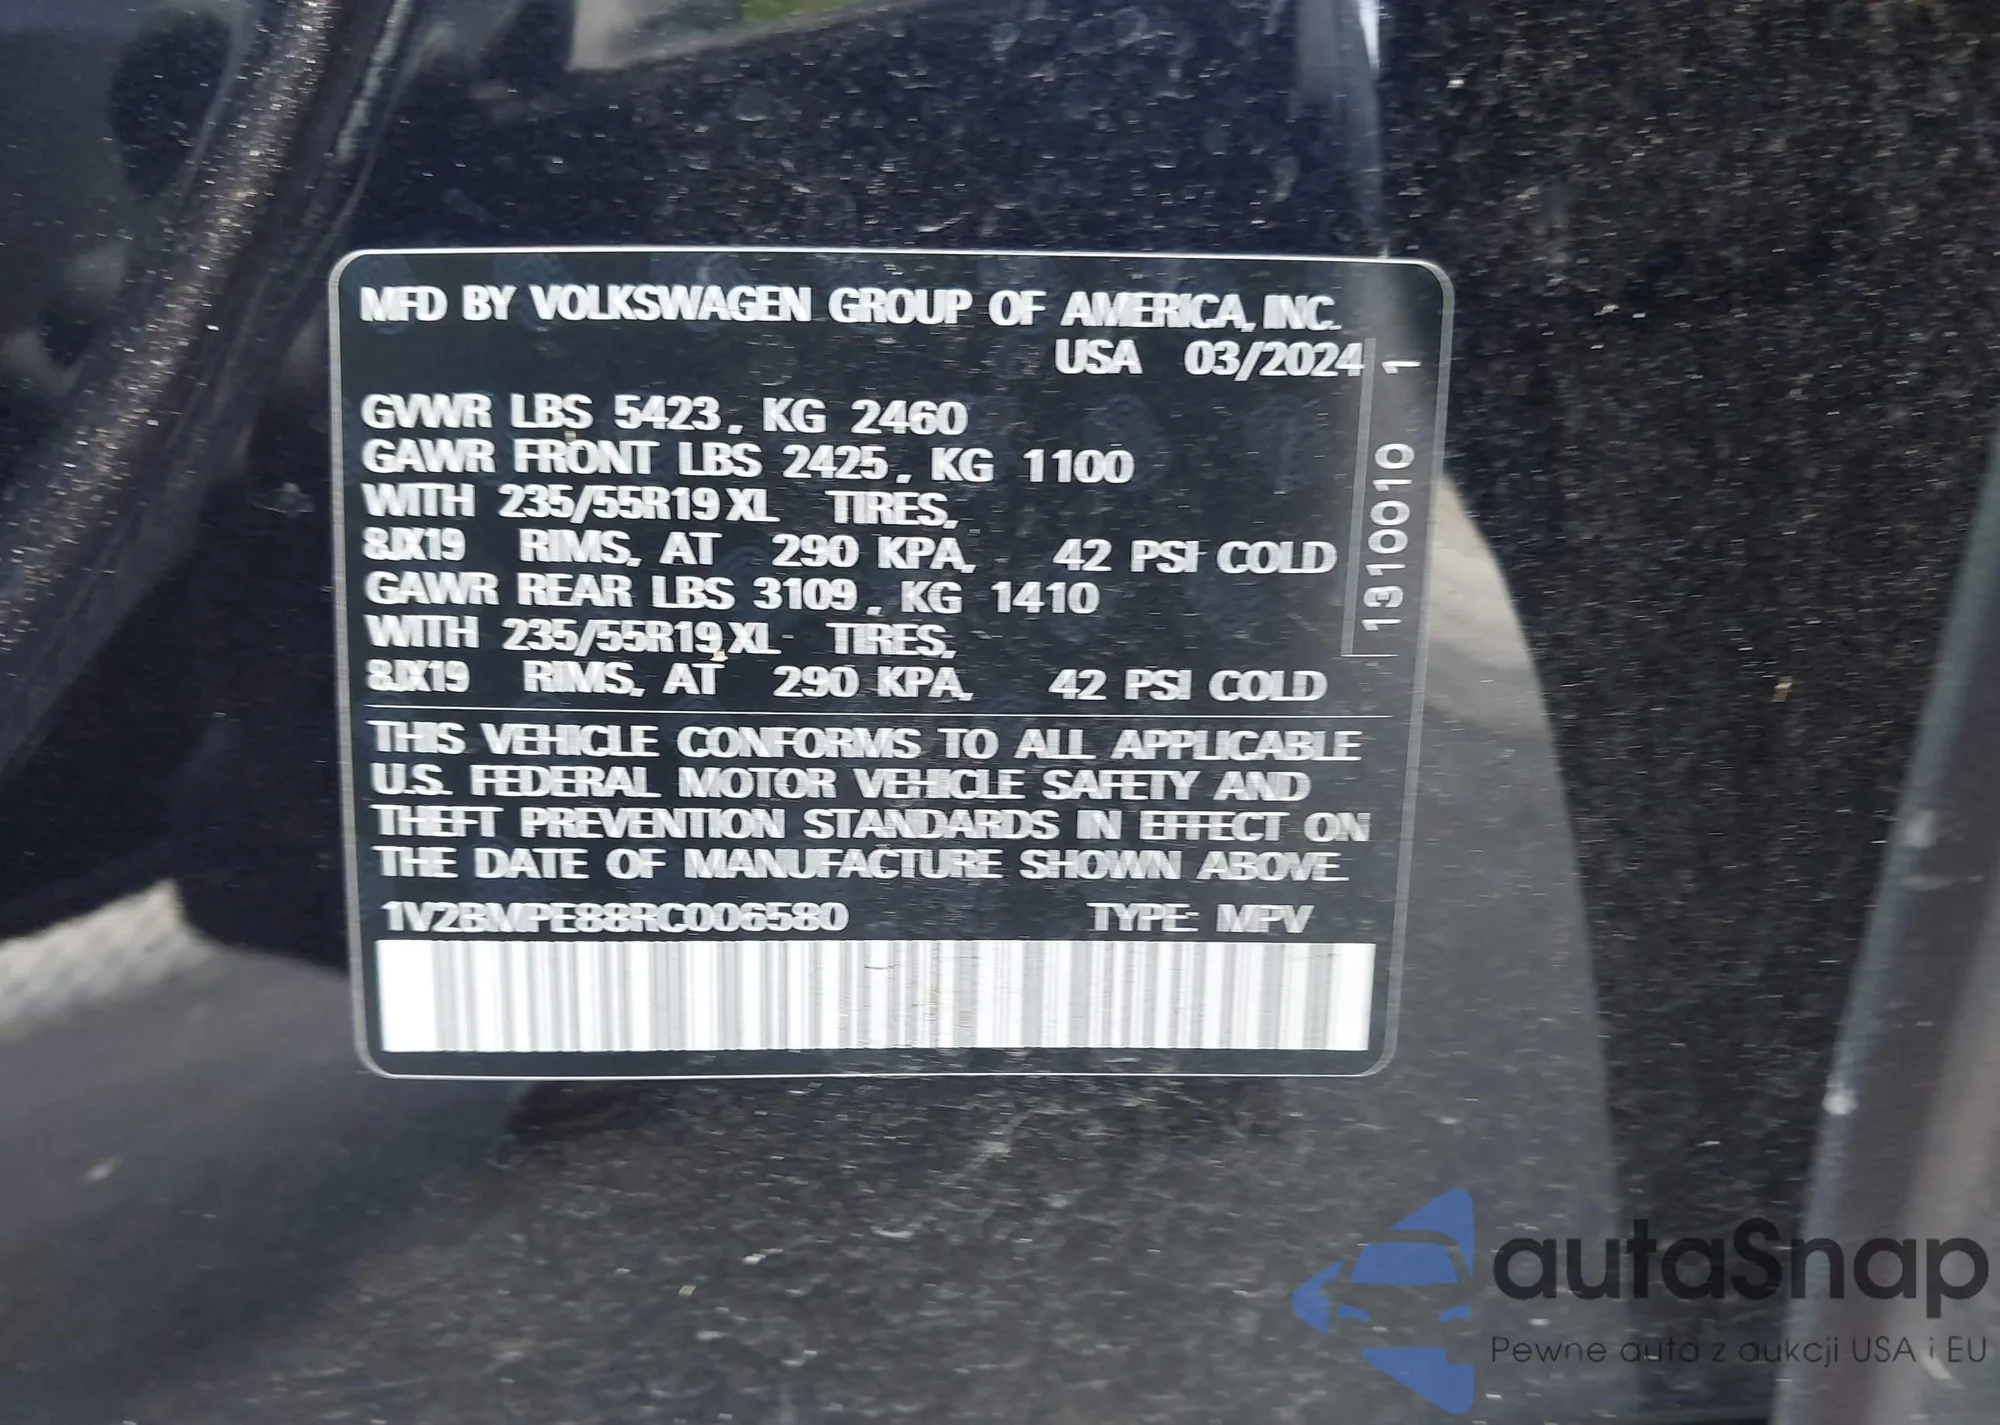 MFD BY VOLKSWAGEN GROUP OF AMERICA, INC.
USA 03/2024
GVWR LBS 5423, KG 2460
GAWR FRONT LBS 2425, KG 1100
WITH 235/55R19 XL TIRES,
8JX19 RIMS, AT 290 KPA, 42 PSI COLD
GAWR REAR LBS 3109, KG 1410
WITH 235/55R19 XL TIRES,
8JX19 RIMS, AT 290 KPA, 42 PSI COLD
13100101
THIS VEHICLE CONFORMS TO ALL APPLICABLE
U.S. FEDERAL MOTOR VEHICLE SAFETY AND
THEFT PREVENTION STANDARDS IN EFFECT ON
THE DATE OF MANUFACTURE SHOWN ABOVE.
1V2BMPE88RC006580 TYPE: MPV
autaSnap
Pewne auta z aukcji USA i EU